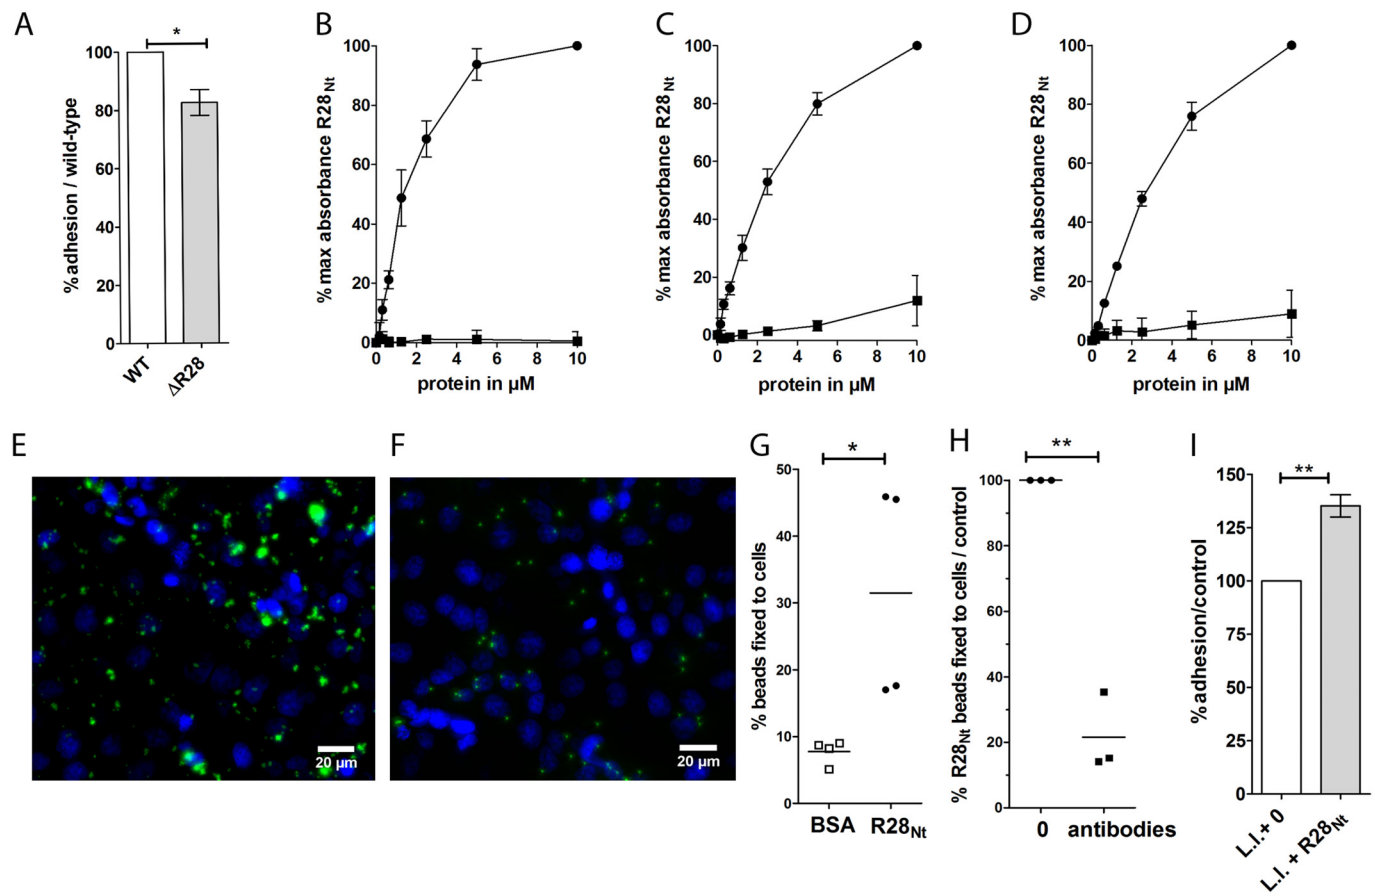 A
*
% adhesion / wild-type
100
80
60
40
20
0
WT
ΔR28
B
% max absorbance R28Nt
100
80
60
40
20
0
0 2 4 6 8 10
protein in µM
C
% max absorbance R28Nt
100
80
60
40
20
0
0 2 4 6 8 10
protein in µM
D
% max absorbance R28Nt
100
80
60
40
20
0
0 2 4 6 8 10
protein in µM
E
20 µm
F
20 µm
G
*
% beads fixed to cells
50
40
30
20
10
0
BSA R28Nt
H
**
% R28Nt beads fixed to cells / control
100
80
60
40
20
0
0 antibodies
I
**
% adhesion/control
150
125
100
75
50
25
0
L.I. + 0
L.I. + R28Nt